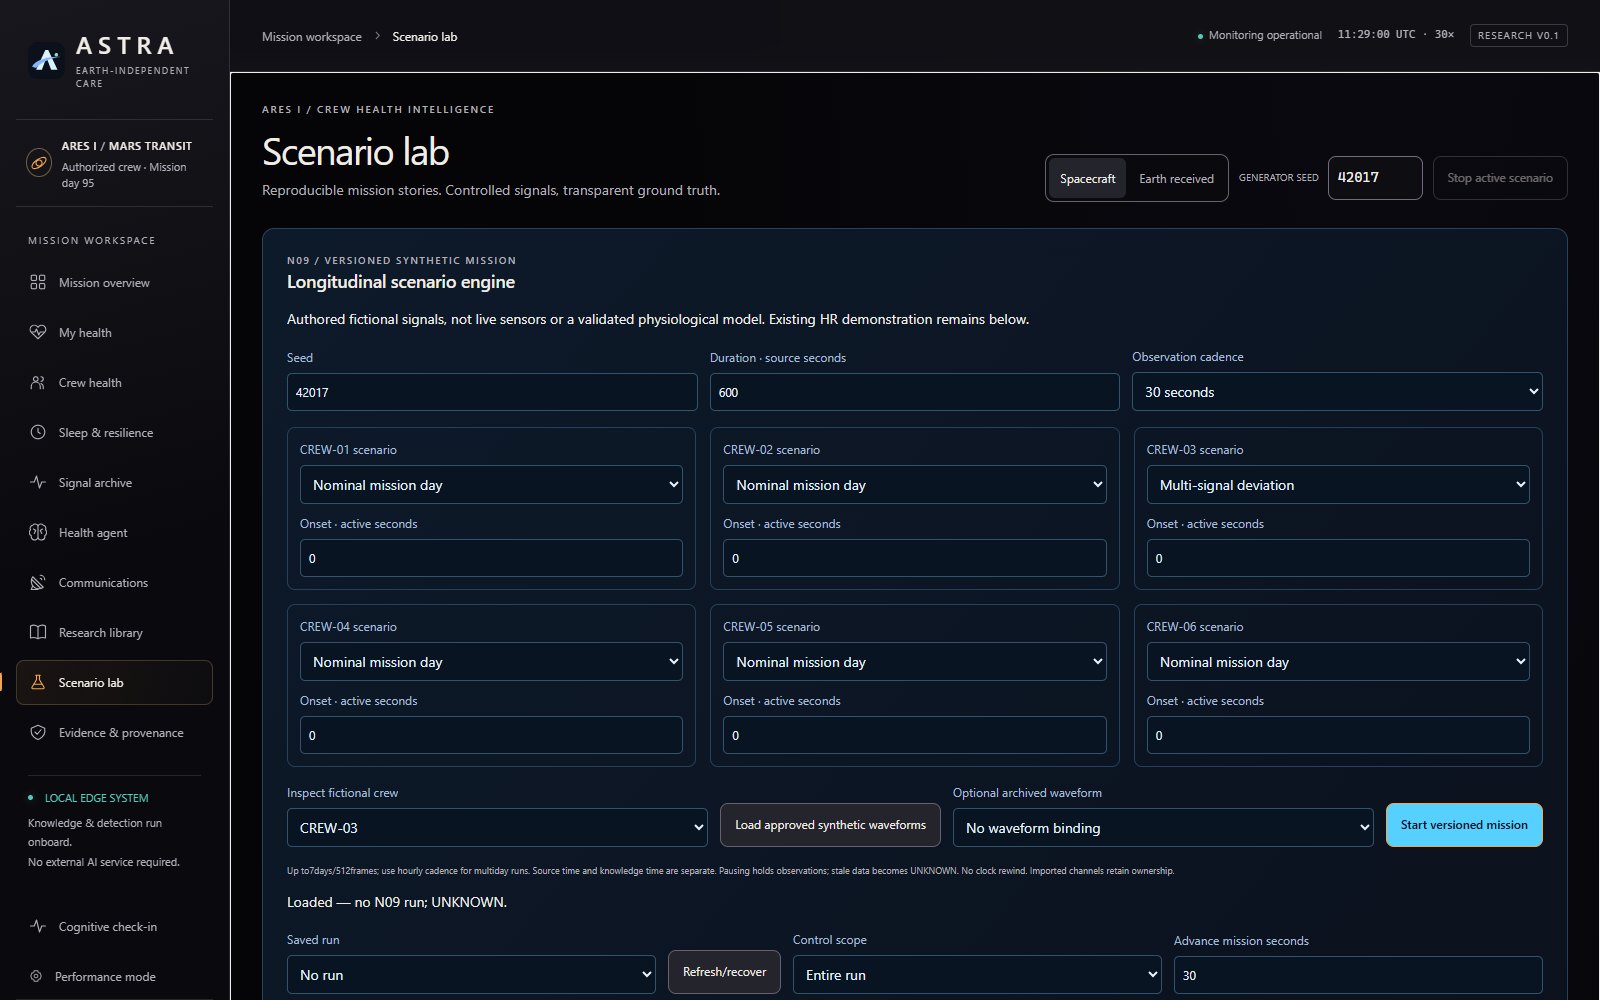 ASTRA
EARTH-INDEPENDENT
CARE
ARES I / MARS TRANSIT
Authorized crew · Mission
day 95
MISSION WORKSPACE
Mission overview
My health
Crew health
Sleep & resilience
Signal archive
Health agent
Communications
Research library
Scenario lab
Evidence & provenance
LOCAL EDGE SYSTEM
Knowledge & detection run
onboard.
No external AI service required.
Cognitive check-in
Performance mode
Mission workspace > Scenario lab
Monitoring operational 11:29:00 UTC · 30× RESEARCH V0.1
ARES I / CREW HEALTH INTELLIGENCE
Scenario lab
Reproducible mission stories. Controlled signals, transparent ground truth.
Spacecraft Earth received GENERATOR SEED 42017 Stop active scenario
N09 / VERSIONED SYNTHETIC MISSION
Longitudinal scenario engine
Authored fictional signals, not live sensors or a validated physiological model. Existing HR demonstration remains below.
Seed Duration · source seconds Observation cadence
42017 600 30 seconds
CREW-01 scenario CREW-02 scenario CREW-03 scenario
Nominal mission day Nominal mission day Multi-signal deviation
Onset · active seconds Onset · active seconds Onset · active seconds
0 0 0
CREW-04 scenario CREW-05 scenario CREW-06 scenario
Nominal mission day Nominal mission day Nominal mission day
Onset · active seconds Onset · active seconds Onset · active seconds
0 0 0
Inspect fictional crew Optional archived waveform
CREW-03 Load approved synthetic waveforms No waveform binding Start versioned mission
Up to7days/512frames; use hourly cadence for multiday runs. Source time and knowledge time are separate. Pausing holds observations; stale data becomes UNKNOWN. No clock rewind. Imported channels retain ownership.
Loaded — no N09 run; UNKNOWN.
Saved run Control scope Advance mission seconds
No run Refresh/recover Entire run 30